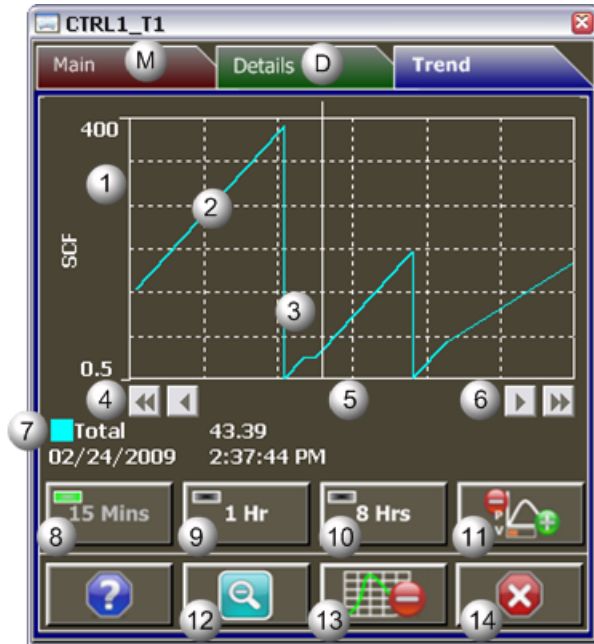 CTRL1_T1
Main M Details D Trend
400
1
2
SCF
3
0.5
4 5 6
7 Total 43.39
02/24/2009 2:37:44 PM
15 Mins 1 Hr 8 Hrs P V
8 9 10 11
?
12 13 14